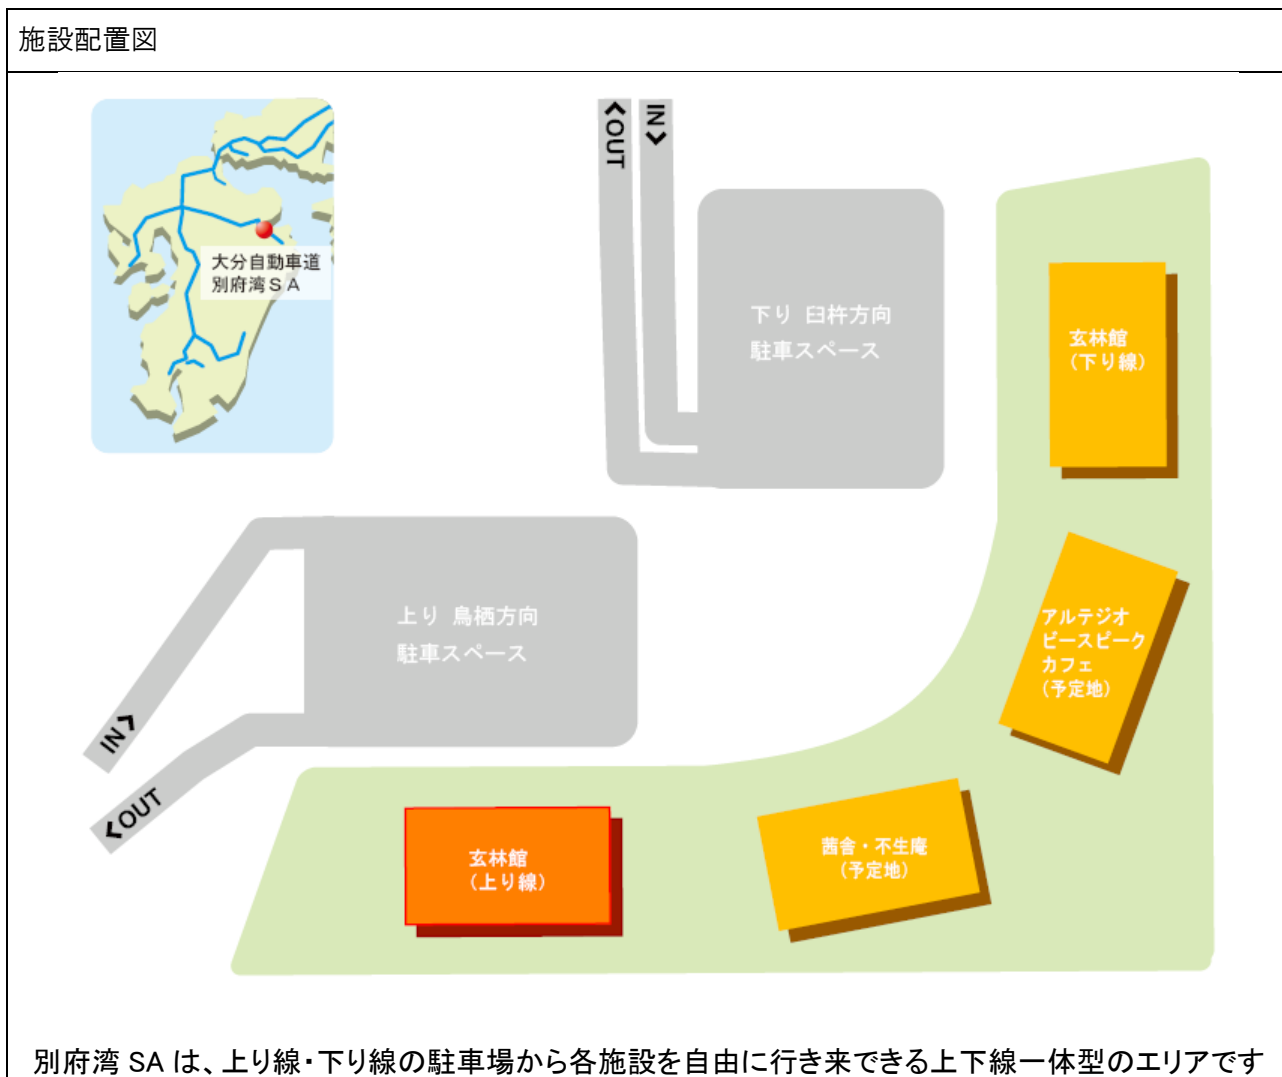 施設配置図
大分自動車道
別府湾ＳＡ
<OUT
IN>
下り 臼杵方向
駐車スペース
玄林館
(下り線)
上り 鳥栖方向
駐車スペース
アルテジオ
ビースピーク
カフェ
(予定地)
IN>
<OUT
玄林館
(上り線)
茜舎・不生庵
(予定地)
別府湾 SA は、上り線・下り線の駐車場から各施設を自由に行き来できる上下線一体型のエリアです